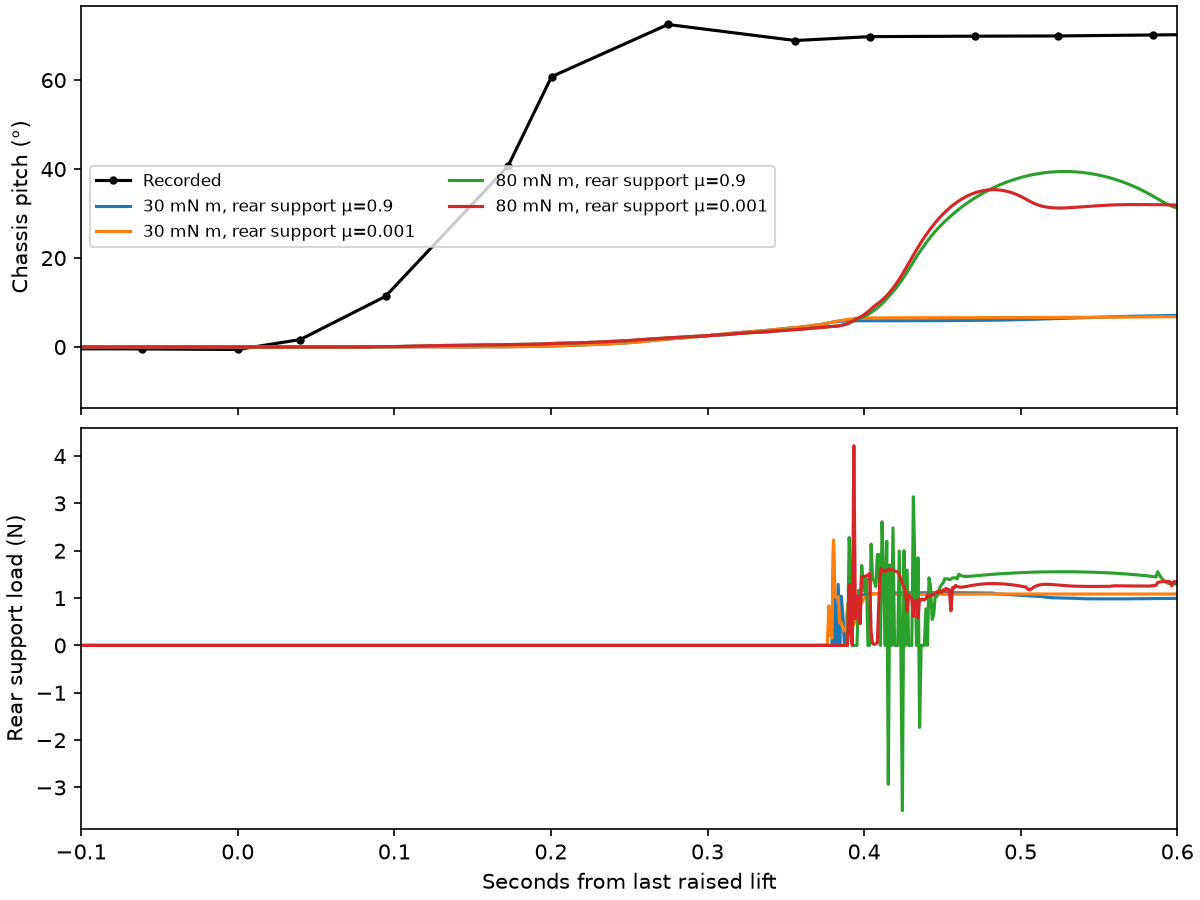 60
40
20
0
Chassis pitch (°)
Recorded
30 mN m, rear support μ=0.9
30 mN m, rear support μ=0.001
80 mN m, rear support μ=0.9
80 mN m, rear support μ=0.001
4
3
2
1
0
−1
−2
−3
Rear support load (N)
−0.1 0.0 0.1 0.2 0.3 0.4 0.5 0.6
Seconds from last raised lift